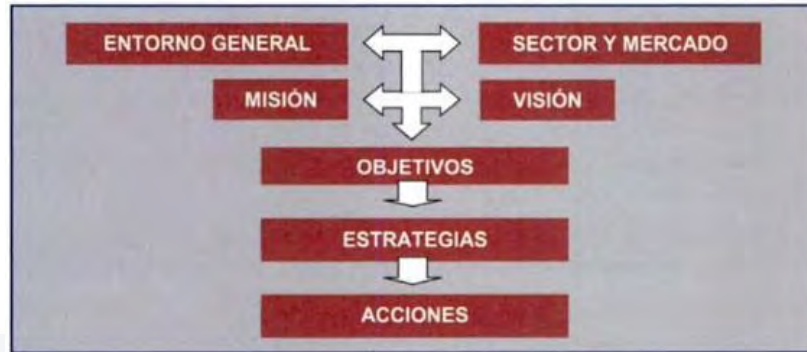 ENTORNO GENERAL
SECTOR Y MERCADO
MISIÓN
VISIÓN
OBJETIVOS
ESTRATEGIAS
ACCIONES